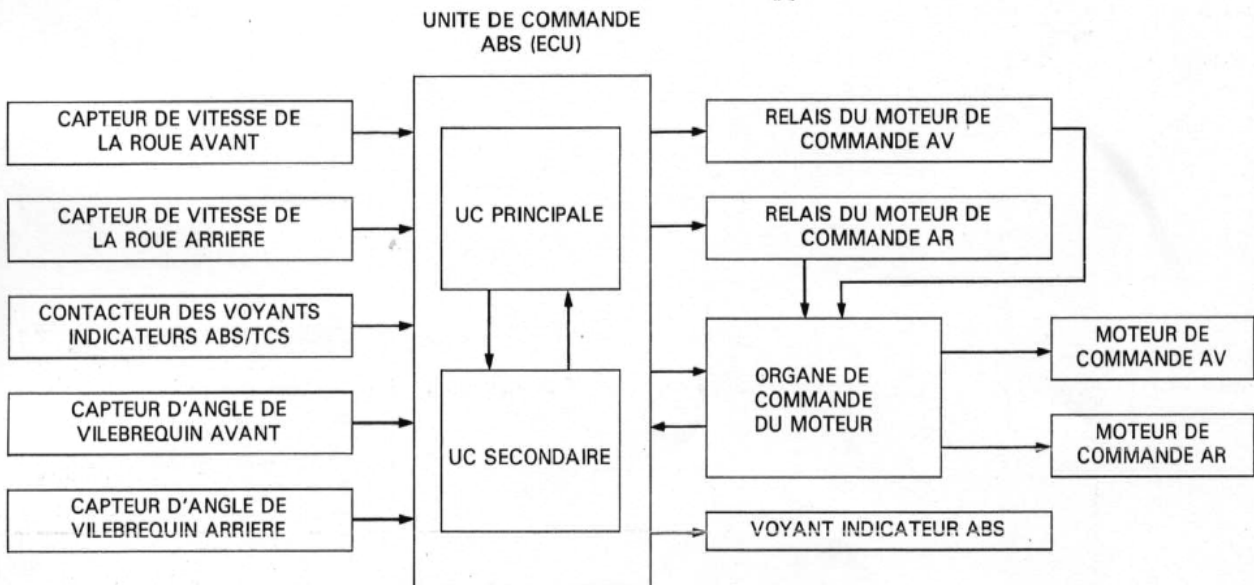 UNITE DE COMMANDE
ABS (ECU)
CAPTEUR DE VITESSE DE
LA ROUE AVANT
CAPTEUR DE VITESSE DE
LA ROUE ARRIERE
CONTACTEUR DES VOYANTS
INDICATEURS ABS/TCS
CAPTEUR D'ANGLE DE
VILEBREQUIN AVANT
CAPTEUR D'ANGLE DE
VILEBREQUIN ARRIERE
UC PRINCIPALE
UC SECONDAIRE
RELAIS DU MOTEUR DE
COMMANDE AV
RELAIS DU MOTEUR DE
COMMANDE AR
ORGANE DE
COMMANDE
DU MOTEUR
VOYANT INDICATEUR ABS
MOTEUR DE
COMMANDE AV
MOTEUR DE
COMMANDE AR